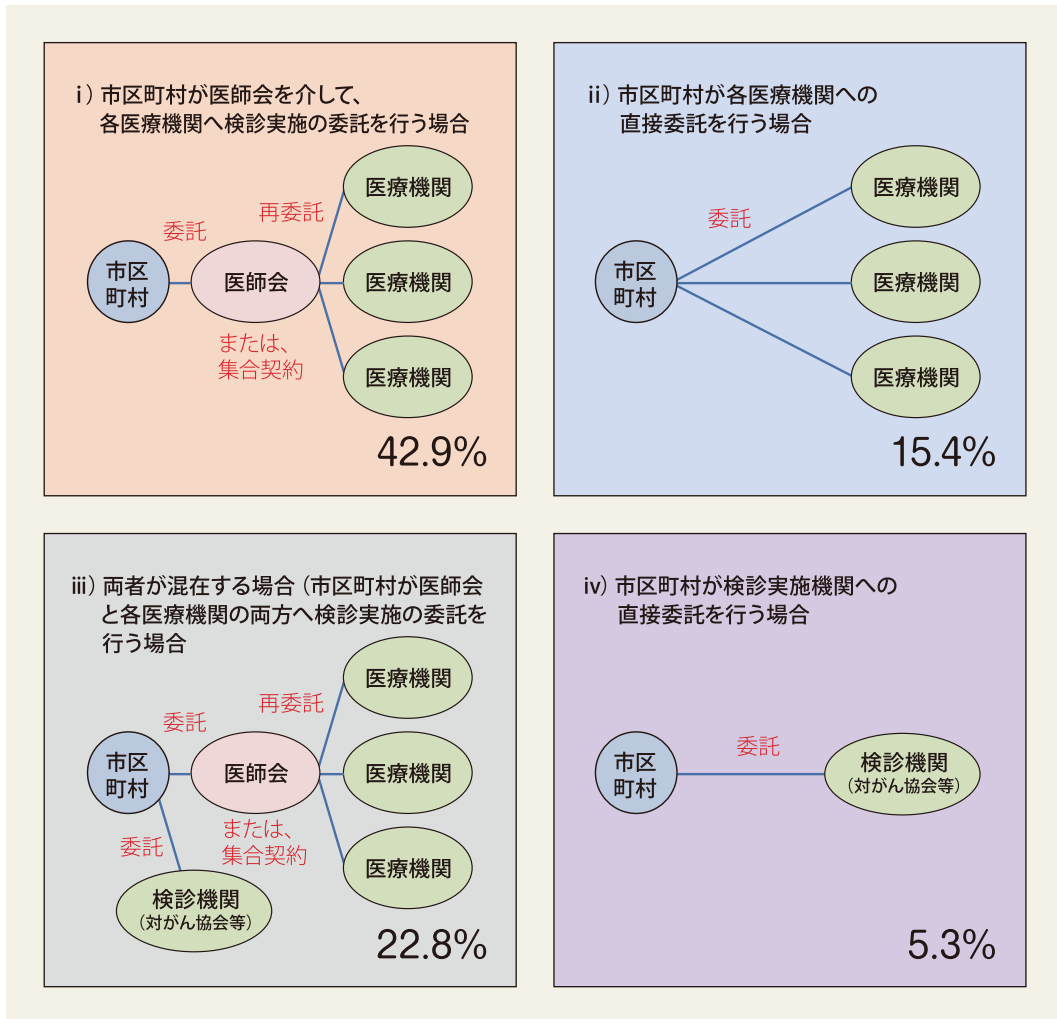 ⅰ）市区町村が医師会を介して、
各医療機関へ検診実施の委託を行う場合
医療機関
再委託
委託
市区
町村
医師会
医療機関
または、
集合契約
医療機関
42.9%
ⅱ）市区町村が各医療機関への
直接委託を行う場合
医療機関
委託
市区
町村
医療機関
医療機関
15.4%
ⅲ）両者が混在する場合（市区町村が医師会
と各医療機関の両方へ検診実施の委託を
行う場合
医療機関
再委託
委託
市区
町村
医師会
医療機関
または、
集合契約
委託
医療機関
検診機関
（対がん協会等）
22.8%
ⅳ）市区町村が検診実施機関への
直接委託を行う場合
委託
市区
町村
検診機関
（対がん協会等）
5.3%